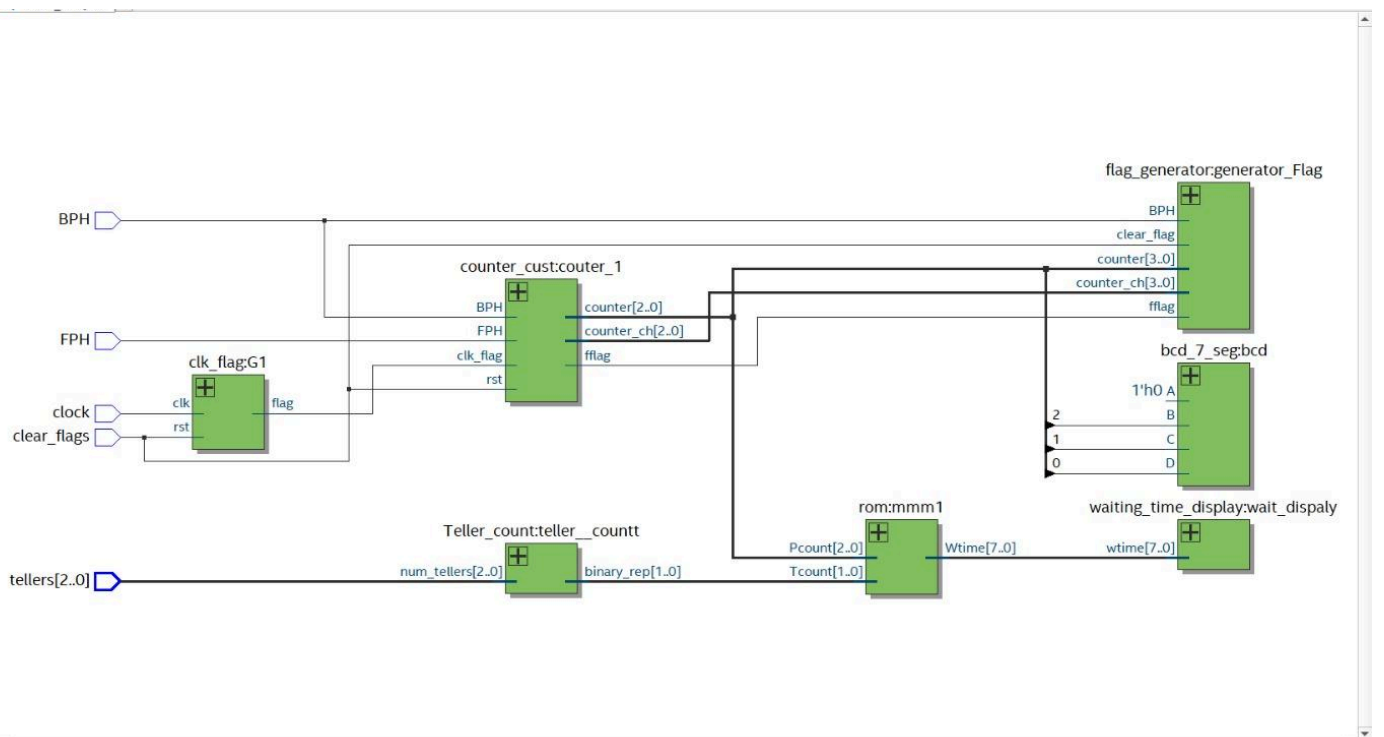 flag_generator:generator_Flag
BPH
BPH
clear_flag
counter[3..0]
counter_ch[3..0]
fflag
counter_cust:couter_1
BPH
FPH
clk_flag
rst
counter[2..0]
counter_ch[2..0]
fflag
FPH
clk_flag:G1
clk
rst
flag
clock
clear_flags
bcd_7_seg:bcd
1'h0 A
2 B
1 C
0 D
Teller_count:teller__countt
num_tellers[2..0]
binary_rep[1..0]
tellers[2..0]
rom:mmm1
Pcount[2..0]
Tcount[1..0]
Wtime[7..0]
waiting_time_display:wait_dispaly
wtime[7..0]